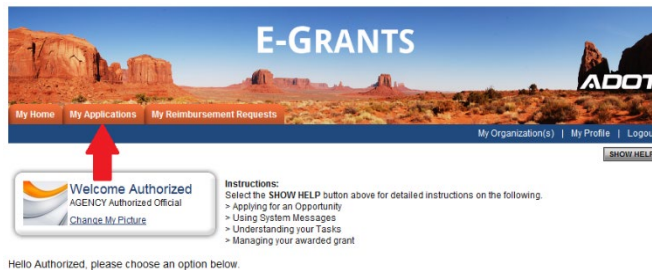 E-GRANTS
ADOT
My Home My Applications My Reimbursement Requests
My Organization(s) | My Profile | Logou
SHOW HELP
Welcome Authorized
AGENCY Authorized Official
Change My Picture
Instructions:
Select the SHOW HELP button above for detailed instructions on the following.
> Applying for an Opportunity
> Using System Messages
> Understanding your Tasks
> Managing your awarded grant
Hello Authorized, please choose an option below.